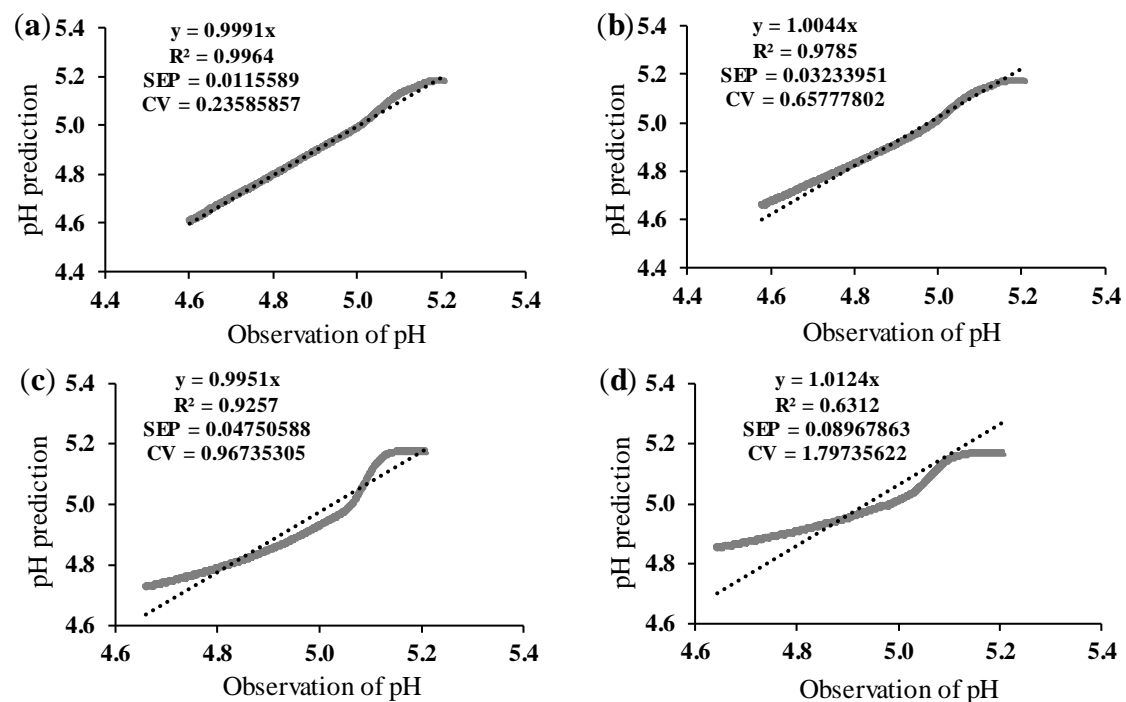 (a)
y = 0.9991x
R² = 0.9964
SEP = 0.0115589
CV = 0.23585857
5.4
5.2
5.0
4.8
4.6
4.4
pH prediction
4.4 4.6 4.8 5.0 5.2 5.4
Observation of pH
(b)
y = 1.0044x
R² = 0.9785
SEP = 0.03233951
CV = 0.65777802
5.4
5.2
5.0
4.8
4.6
4.4
pH prediction
4.4 4.6 4.8 5.0 5.2 5.4
Observation of pH
(c)
y = 0.9951x
R² = 0.9257
SEP = 0.04750588
CV = 0.96735305
5.4
5.2
5.0
4.8
4.6
pH prediction
4.6 4.8 5.0 5.2 5.4
Observation of pH
(d)
y = 1.0124x
R² = 0.6312
SEP = 0.08967863
CV = 1.79735622
5.4
5.2
5.0
4.8
4.6
pH prediction
4.6 4.8 5.0 5.2 5.4
Observation of pH